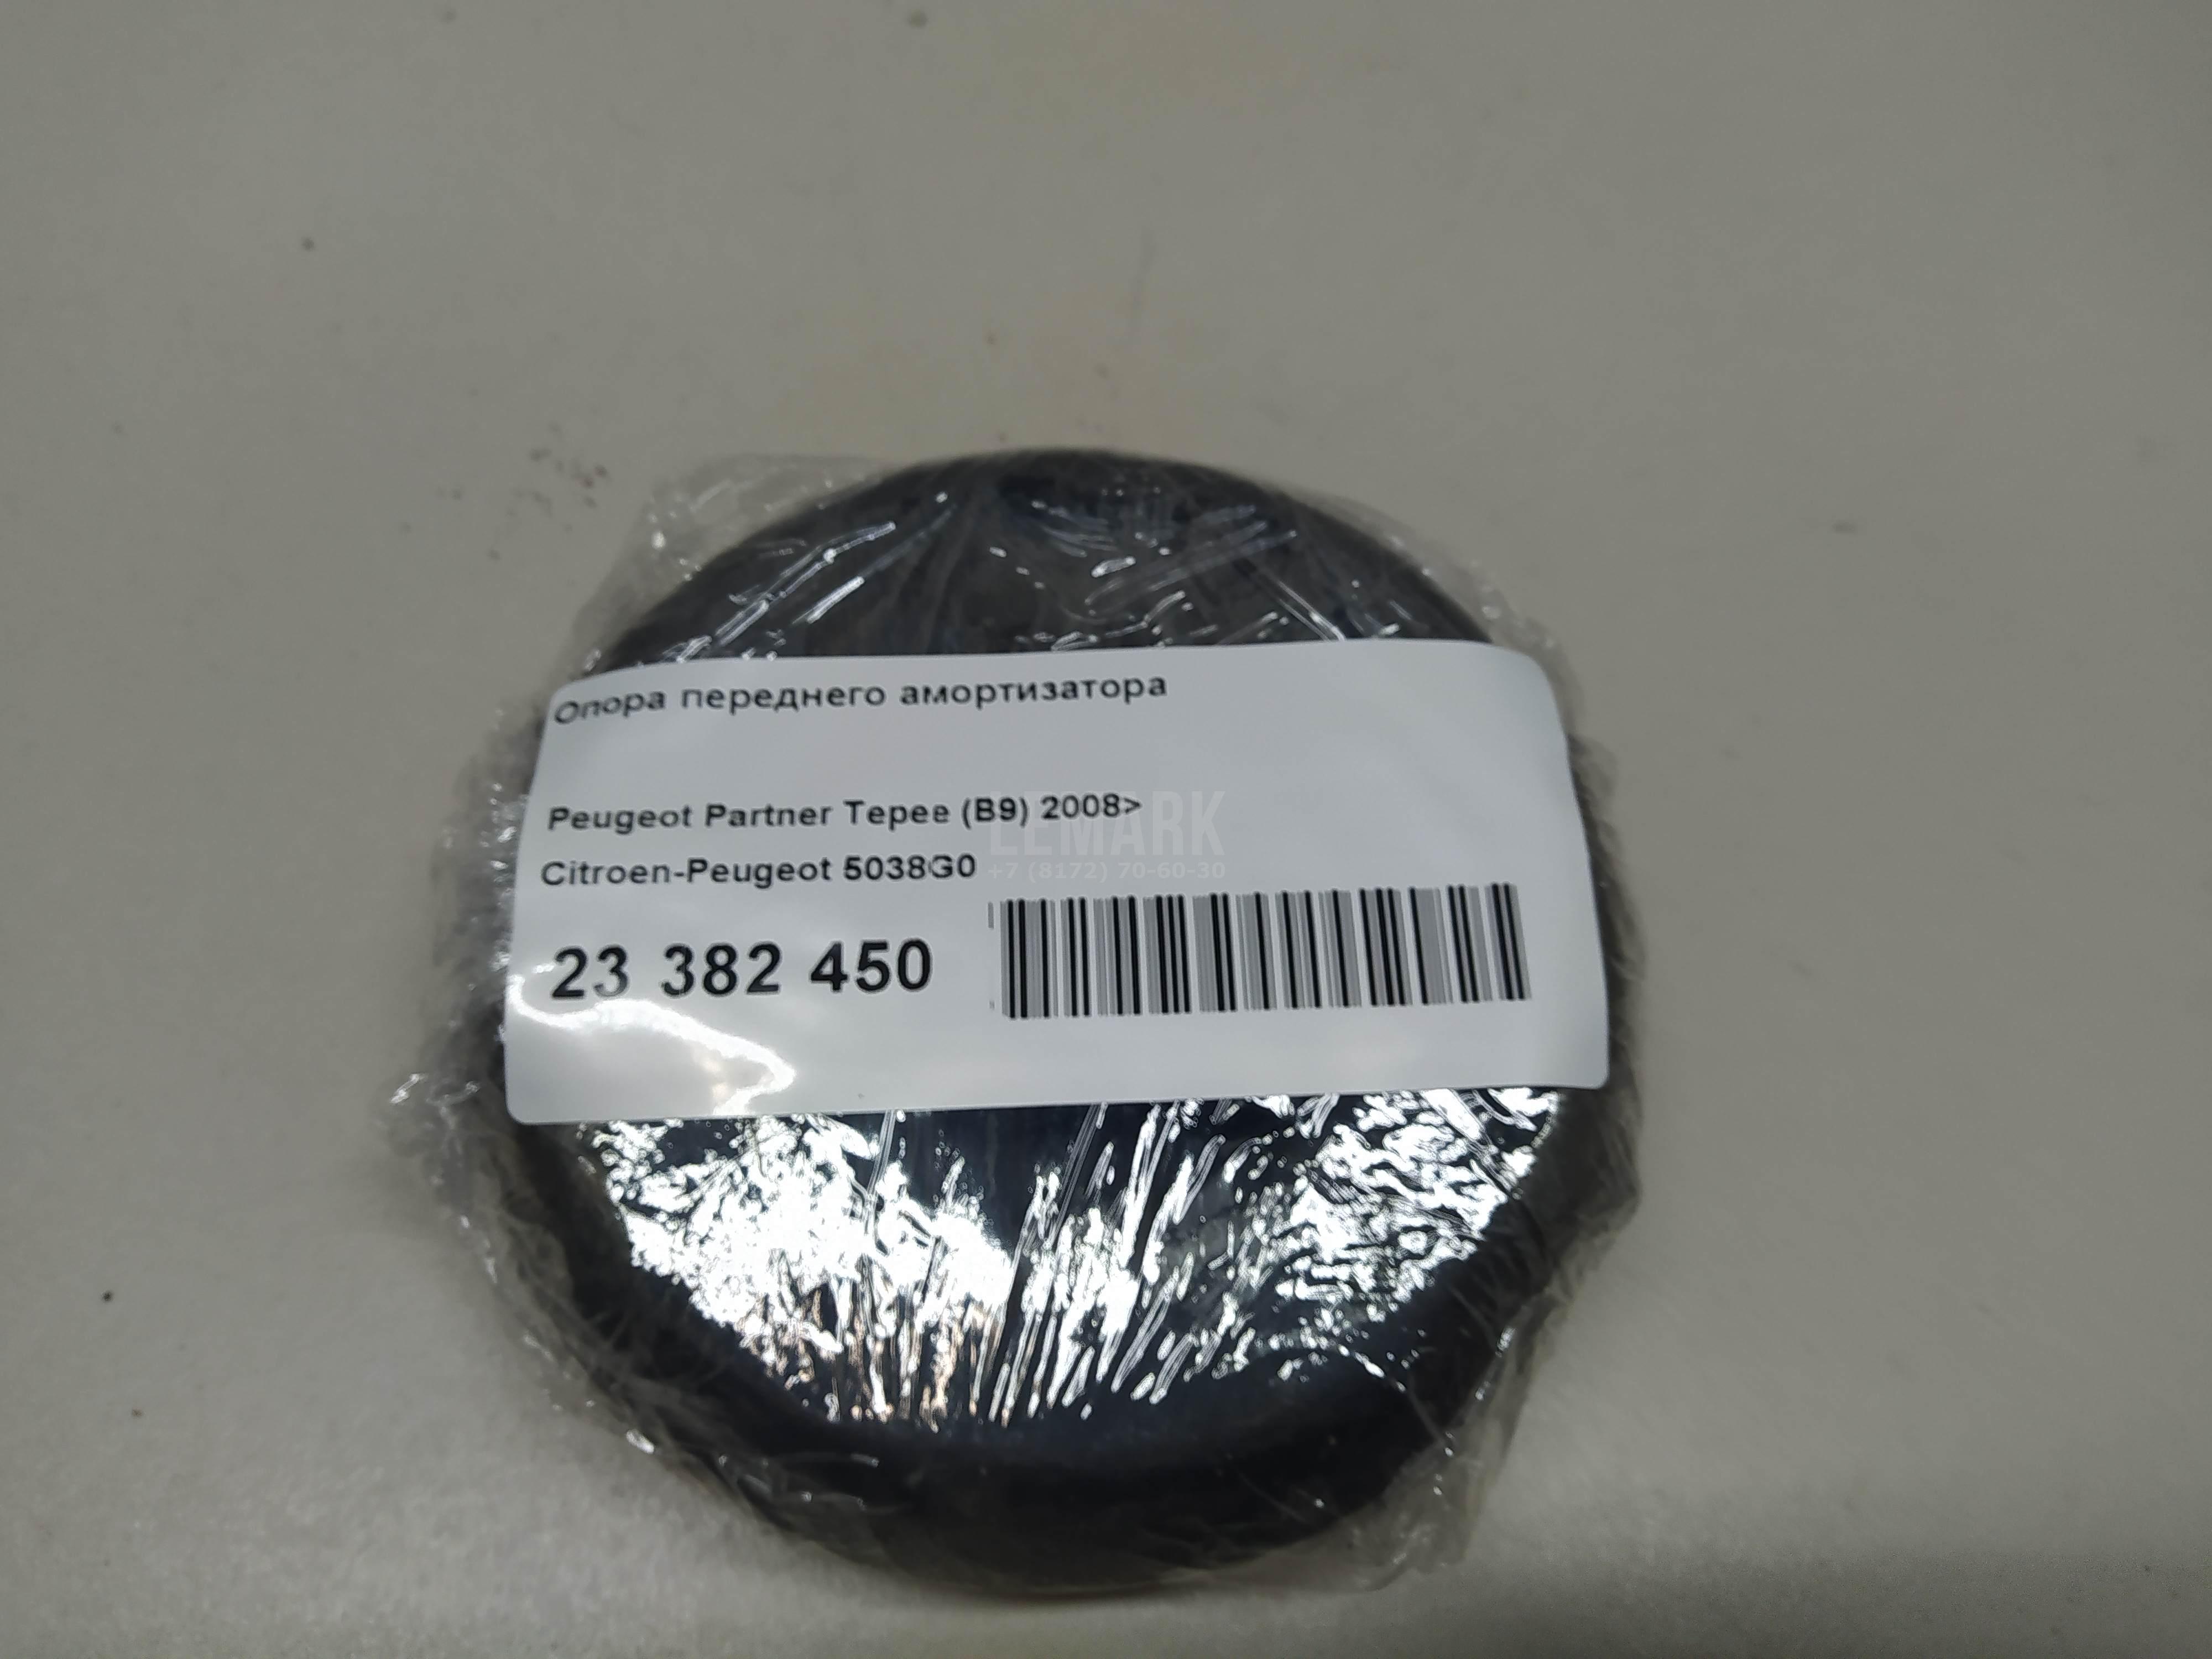 Опора переднего амортизатора
Peugeot Partner Tepee (B9) 2008>
LEMARK
Citroen-Peugeot 5038G0
+7 (8172) 70-60-30
23 382 450